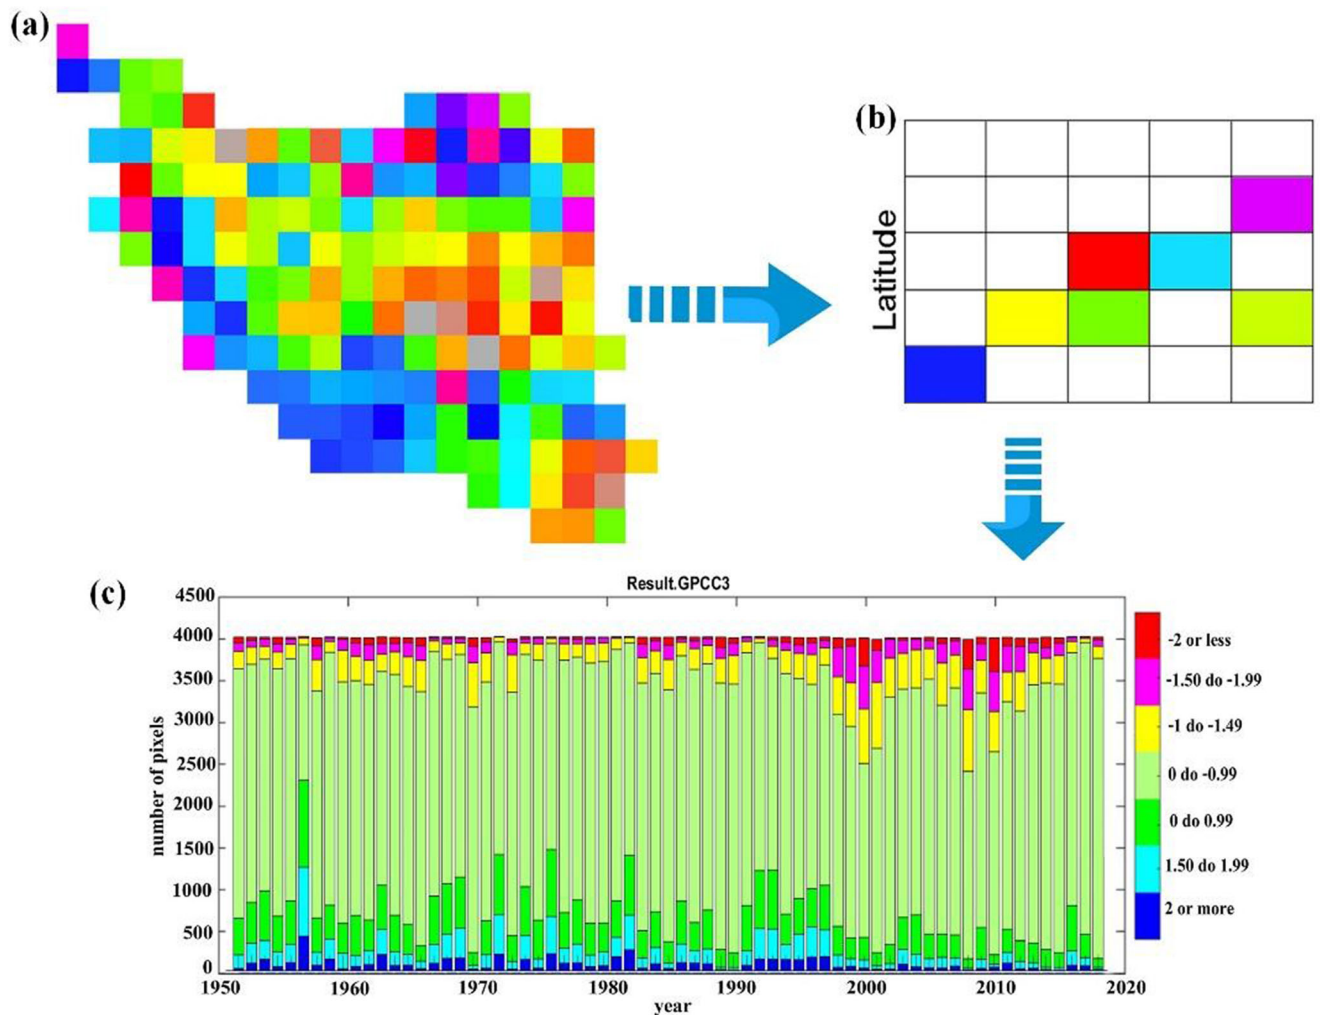 (a)
(b)
Latitude
(c)
Result.GPCC3
4500
4000
3500
3000
2500
2000
1500
1000
500
0
number of pixels
1950 1960 1970 1980 1990 2000 2010 2020
year
-2 or less
-1.50 do -1.99
-1 do -1.49
0 do -0.99
0 do 0.99
1.50 do 1.99
2 or more